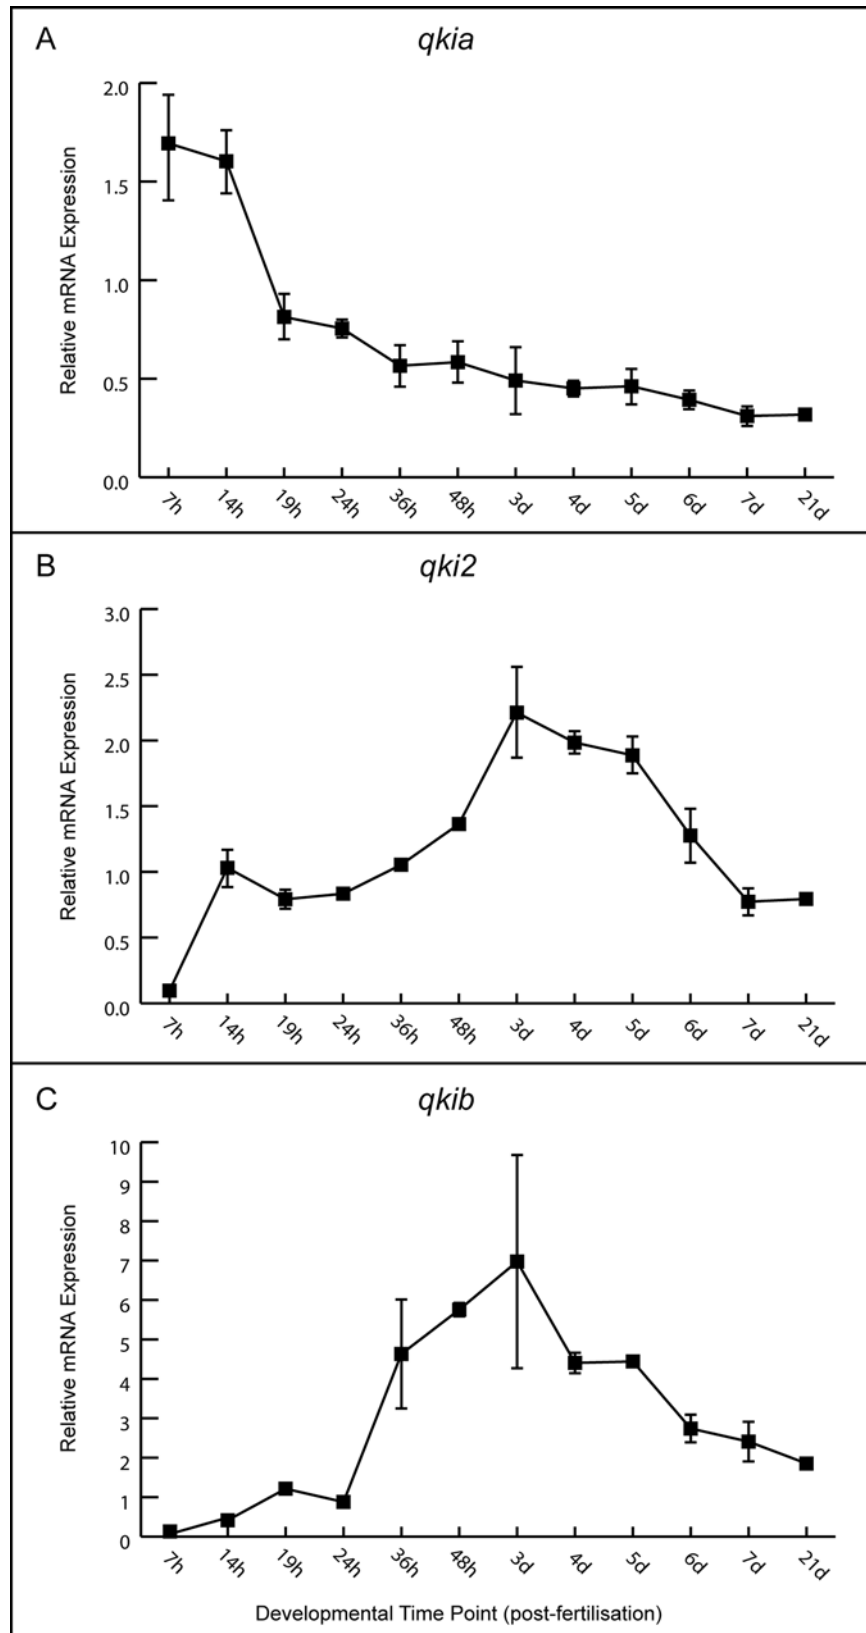 A
qkia
Relative mRNA Expression
2.0
1.5
1.0
0.5
0.0
7h 14h 19h 24h 36h 48h 3d 4d 5d 6d 7d 21d
B
qki2
Relative mRNA Expression
3.0
2.5
2.0
1.5
1.0
0.5
0.0
7h 14h 19h 24h 36h 48h 3d 4d 5d 6d 7d 21d
C
qkib
Relative mRNA Expression
10
9
8
7
6
5
4
3
2
1
0
7h 14h 19h 24h 36h 48h 3d 4d 5d 6d 7d 21d
Developmental Time Point (post-fertilisation)